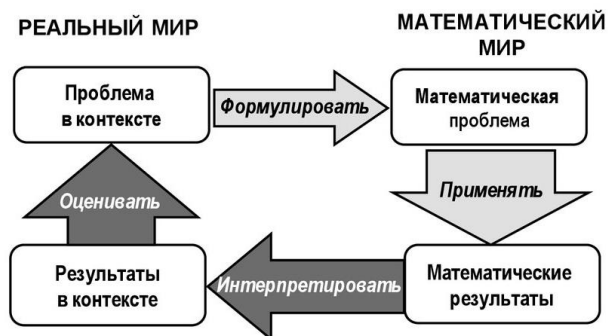 РЕАЛЬНЫЙ МИР
МАТЕМАТИЧЕСКИЙ
МИР
Проблема
в контексте
Формулировать
Математическая
проблема
Оценивать
Применять
Результаты
в контексте
Интерпретировать
Математические
результаты